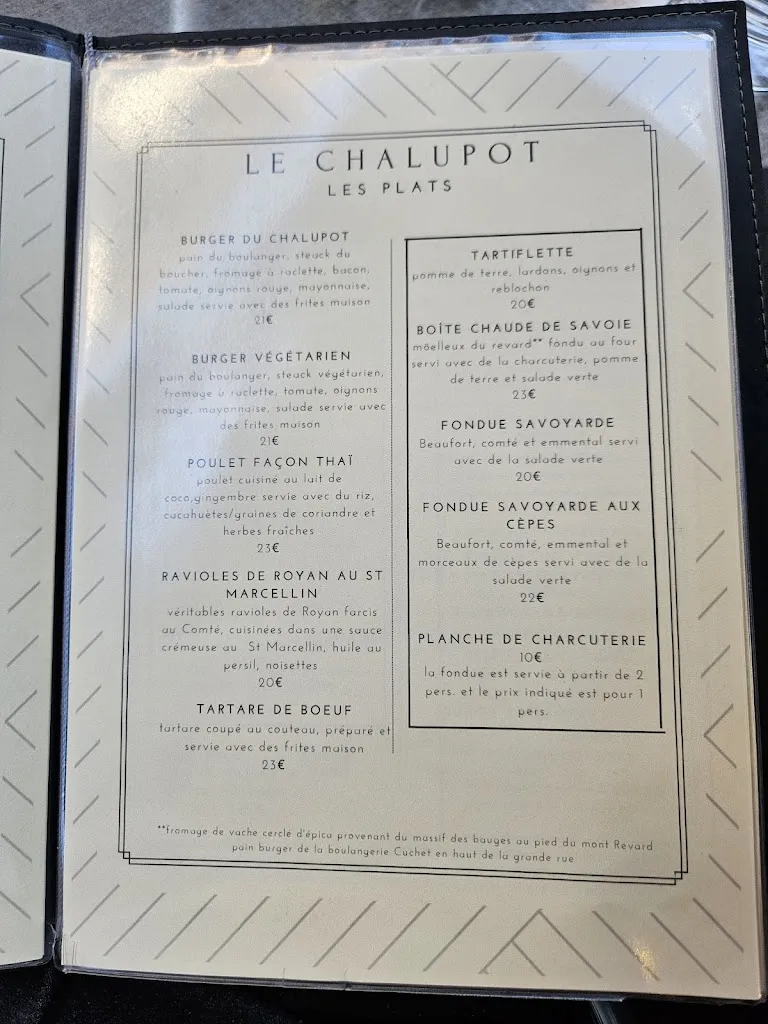 LE CHALUPOT
LES PLATS
BURGER DU CHALUPOT
pain du boulanger, steack du
boucher, fromage à raclette, bacon,
tomate, oignons rouge, mayonnaise,
salade servie avec des frites maison
21€
BURGER VÉGÉTARIEN
pain du boulanger, steack végétarien,
fromage à raclette, tomate, oignons
rouge, mayonnaise, salade servie avec
des frites maison
21€
POULET FAÇON THAÏ
poulet cuisiné au lait de
coco,gingembre servie avec du riz,
cacahuètes/graines de coriandre et
herbes fraîches
23€
RAVIOLES DE ROYAN AU ST
MARCELLIN
véritables ravioles de Royan farcis
au Comté, cuisinées dans une sauce
crémeuse au St Marcellin, huile au
persil, noisettes
20€
TARTARE DE BOEUF
tartare coupé au couteau, préparé et
servie avec des frites maison
23€
TARTIFLETTE
pomme de terre, lardons, oignons et
reblochon
20€
BOÎTE CHAUDE DE SAVOIE
möelleux du revard** fondu au four
servi avec de la charcuterie, pomme
de terre et salade verte
23€
FONDUE SAVOYARDE
Beaufort, comté et emmental servi
avec de la salade verte
20€
FONDUE SAVOYARDE AUX
CÈPES
Beaufort, comté, emmental et
morceaux de cèpes servi avec de la
salade verte
22€
PLANCHE DE CHARCUTERIE
10€
la fondue est servie à partir de 2
pers. et le prix indiqué est pour 1
pers.
**fromage de vache cerclé d'épica provenant du massif des bauges au pied du mont Revard
pain burger de la boulangerie Cuchet en haut de la grande rue